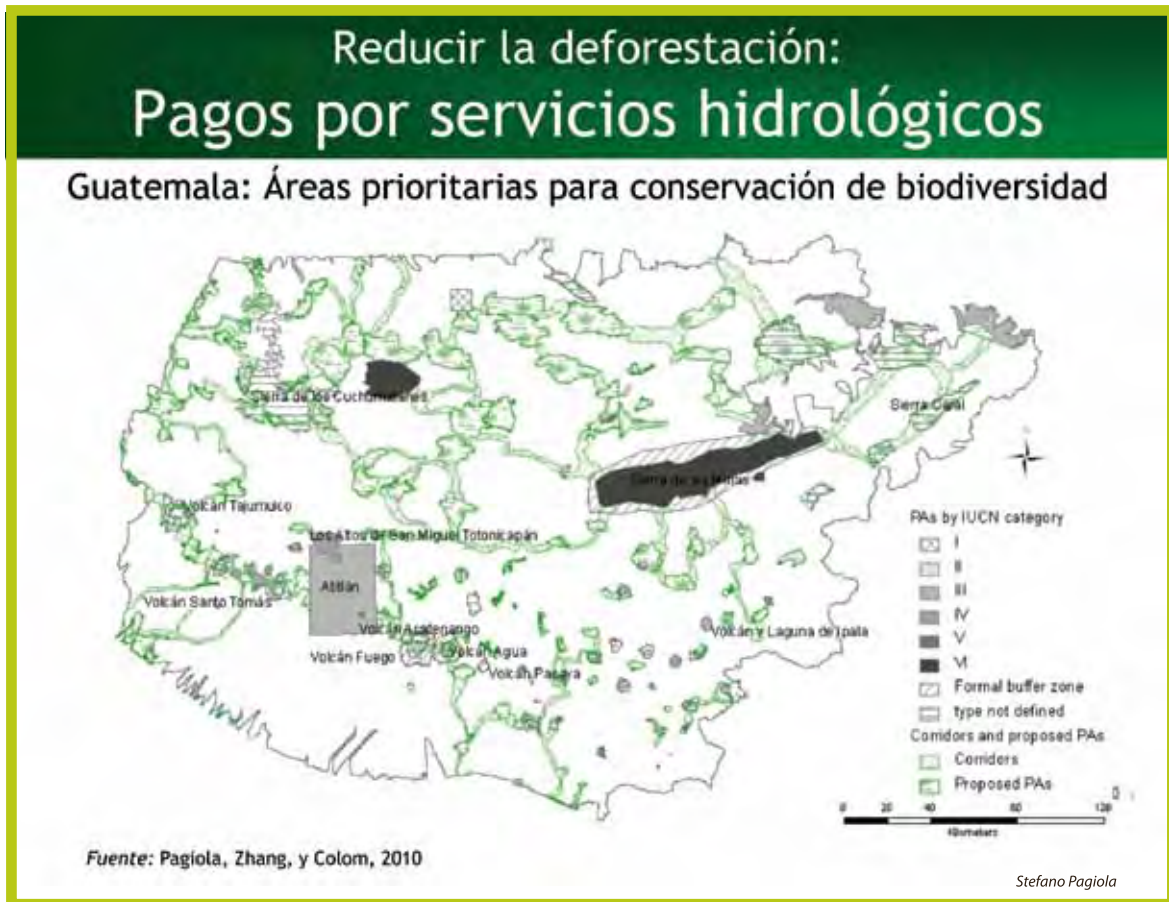 Reducir la deforestación:
Pagos por servicios hidrológicos
Guatemala: Áreas prioritarias para conservación de biodiversidad
Sierra de los Cuchumatanes
Sierra Caral
Sierra de las Minas
Volcán Tajumulco
Los Altos de San Miguel Totonicapán
Atitlán
Volcán Santo Tomás
Volcán Acatenango
Volcán y Laguna de Ipala
Volcán Fuego
Volcán Agua
Volcán Pacaya
PAs by IUCN category
I
II
III
IV
V
VI
Formal buffer zone
type not defined
Corridors and proposed PAs
Corridors
Proposed PAs
0 20 40 80 120
Kilometers
Fuente: Pagiola, Zhang, y Colom, 2010
Stefano Pagiola